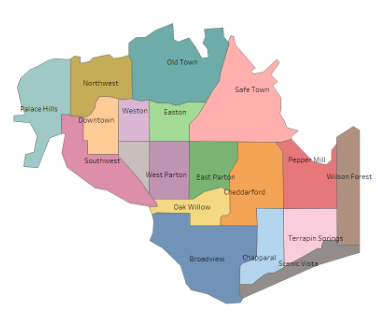 Old Town
Northwest
Safe Town
Palace Hills
Weston
Easton
Downtown
Southwest
Pepper Mill
West Parton
East Parton
Wilson Forest
Cheddarford
Oak Willow
Terrapin Springs
Broadview
Chapparal
Scenic Vista